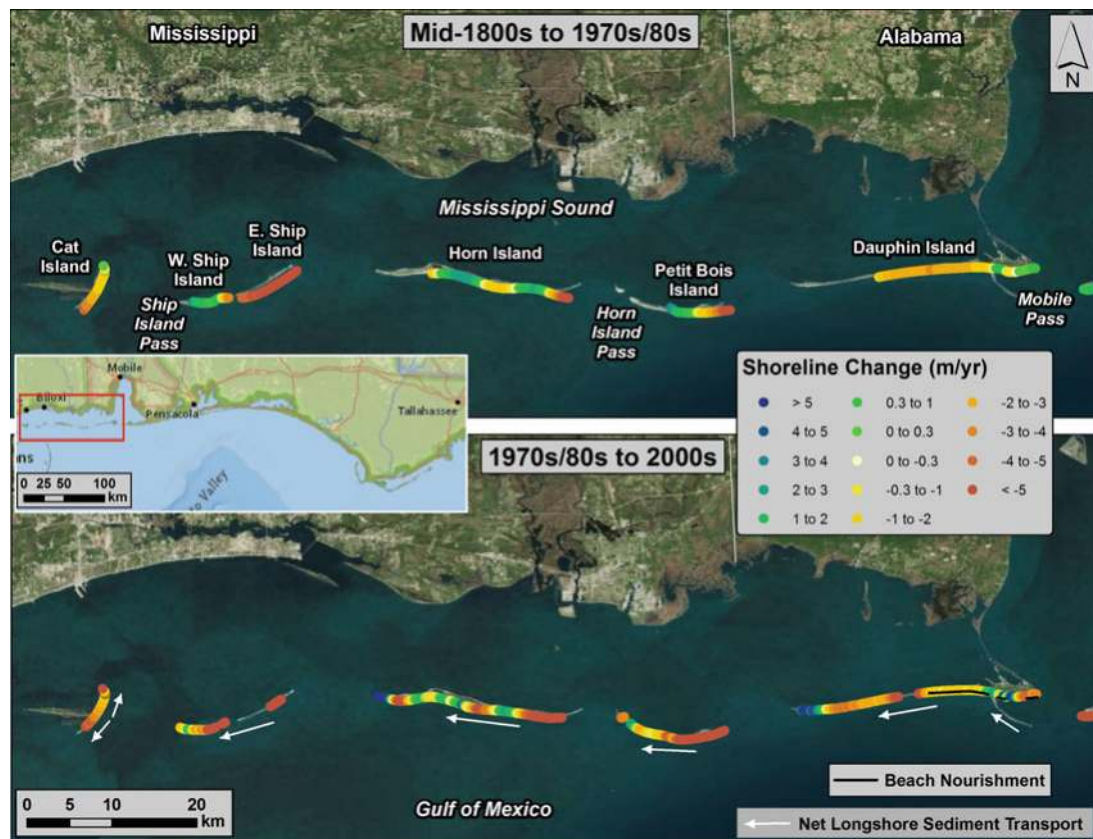 Mississippi
Mid-1800s to 1970s/80s
Alabama
N
Mississippi Sound
Cat
Island
W. Ship
Island
E. Ship
Island
Ship
Island
Pass
Horn Island
Petit Bois
Island
Horn
Island
Pass
Dauphin Island
Mobile
Pass
Mobile
Biloxi
Pensacola
Tallahassee
ans
to Valley
0 25 50 100
km
Shoreline Change (m/yr)
> 5
4 to 5
3 to 4
2 to 3
1 to 2
0.3 to 1
0 to 0.3
0 to -0.3
-0.3 to -1
-1 to -2
-2 to -3
-3 to -4
-4 to -5
< -5
1970s/80s to 2000s
0 5 10 20
km
Gulf of Mexico
Beach Nourishment
Net Longshore Sediment Transport